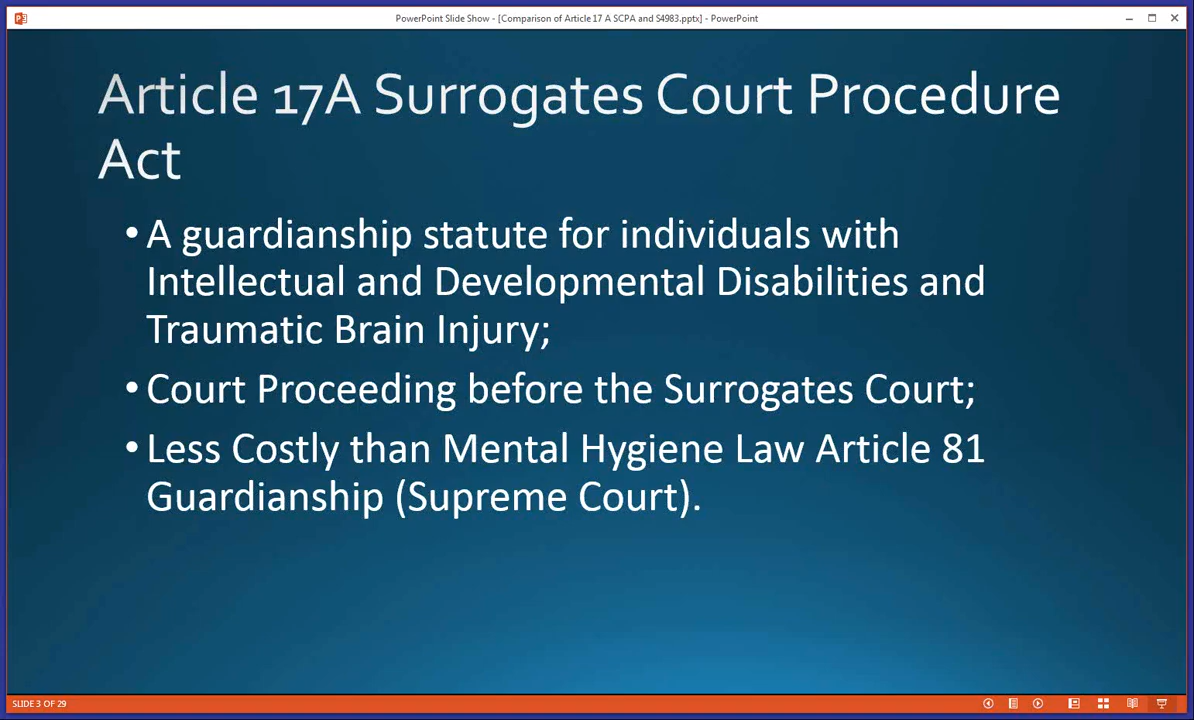 PowerPoint Slide Show - [Comparison of Article 17 A SCPA and S4983.pptx] - PowerPoint
Article 17A Surrogates Court Procedure
Act
• A guardianship statute for individuals with
Intellectual and Developmental Disabilities and
Traumatic Brain Injury;
• Court Proceeding before the Surrogates Court;
• Less Costly than Mental Hygiene Law Article 81
Guardianship (Supreme Court).
SLIDE 3 OF 29